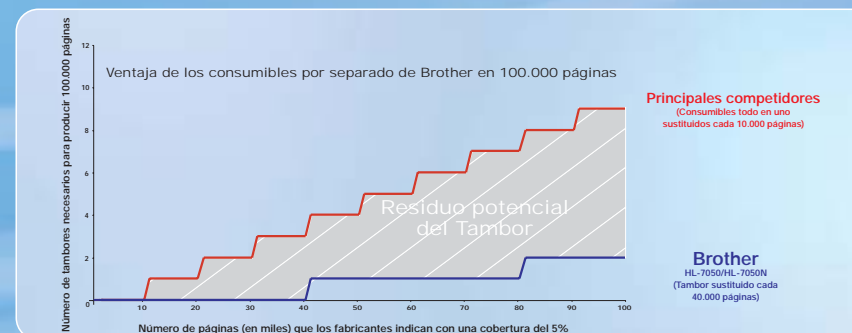 Número de tambores necesarios para producir 100.000 páginas
Ventaja de los consumibles por separado de Brother en 100.000 páginas
12
10
8
6
4
2
0
10 20 30 40 50 60 70 80 90 100
Residuo potencial
del Tambor
Principales competidores
(Consumibles todo en uno
sustituidos cada 10.000 páginas)
Brother
HL-7050/HL-7050N
(Tambor sustituido cada
40.000 páginas)
Número de páginas (en miles) que los fabricantes indican con una cobertura del 5%